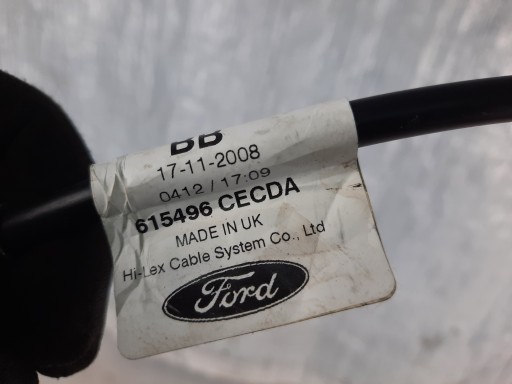 BB
17-11-2008
0412 / 17:09
615496 CECDA
MADE IN UK
Hi-Lex Cable System Co., Ltd
Ford